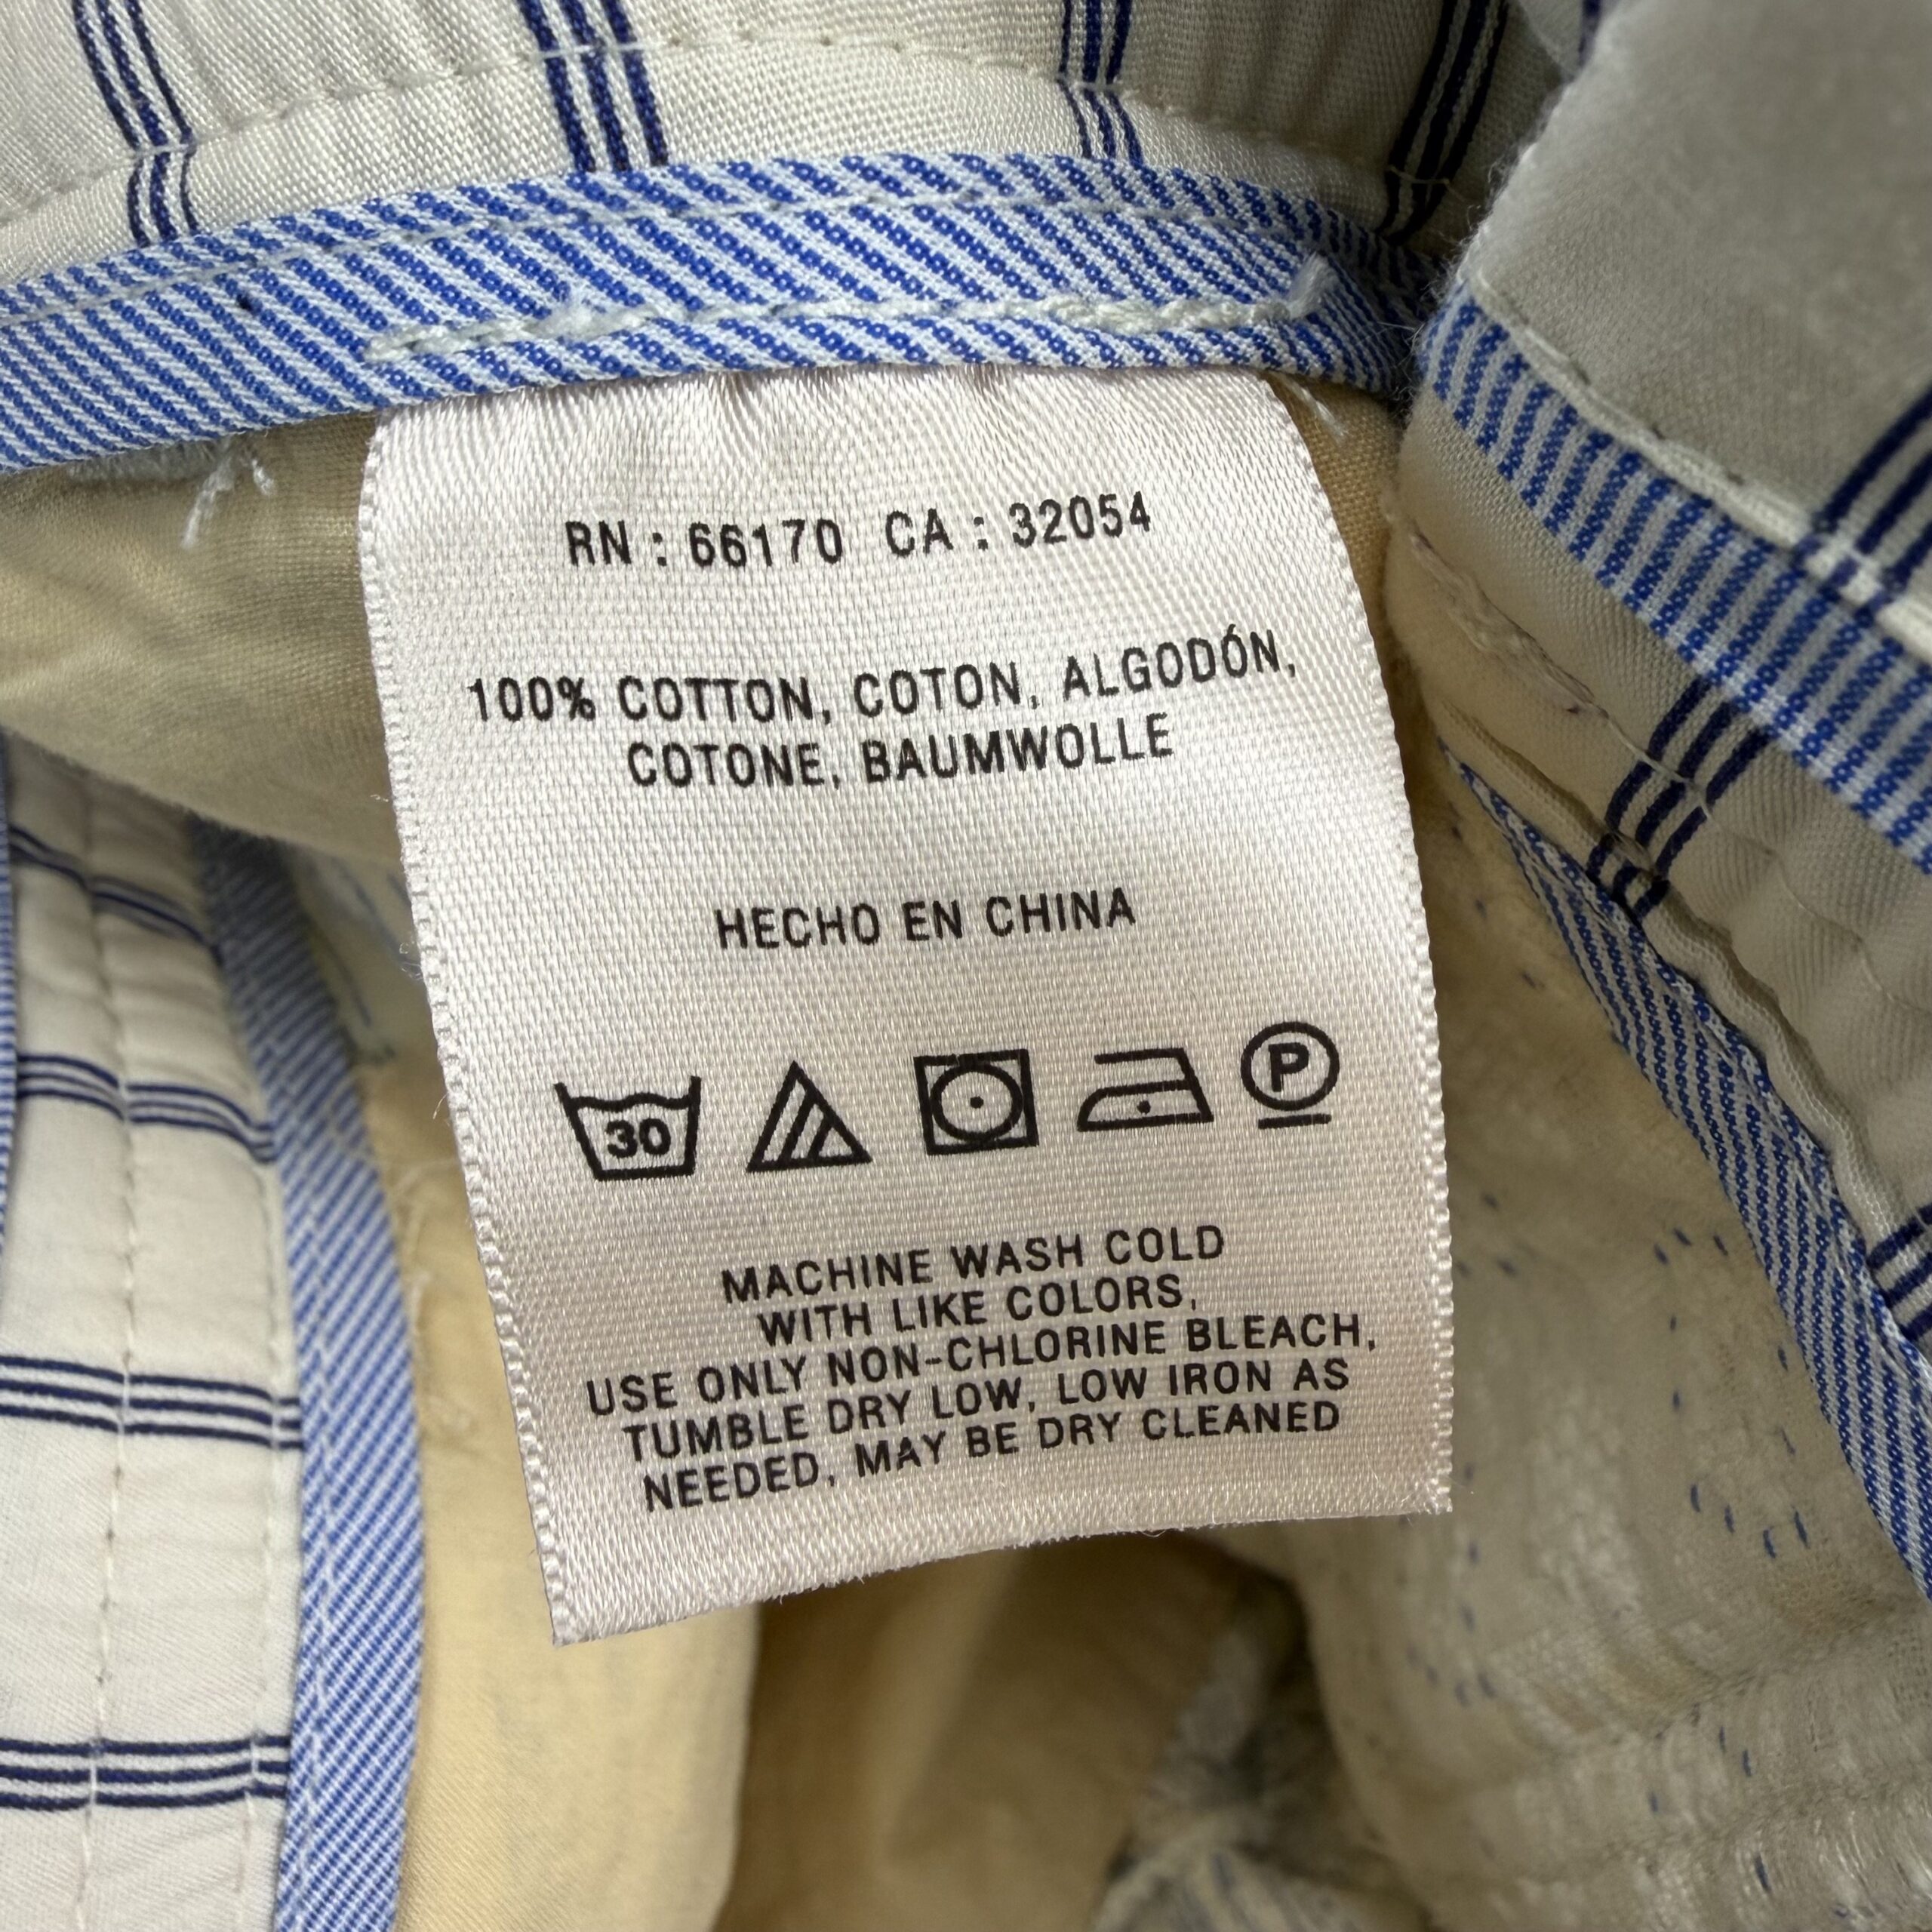 RN : 66170 CA : 32054
100% COTTON, COTON, ALGODÓN,
COTONE, BAUMWOLLE
HECHO EN CHINA
30 P
MACHINE WASH COLD
WITH LIKE COLORS,
USE ONLY NON-CHLORINE BLEACH,
TUMBLE DRY LOW, LOW IRON AS
NEEDED, MAY BE DRY CLEANED